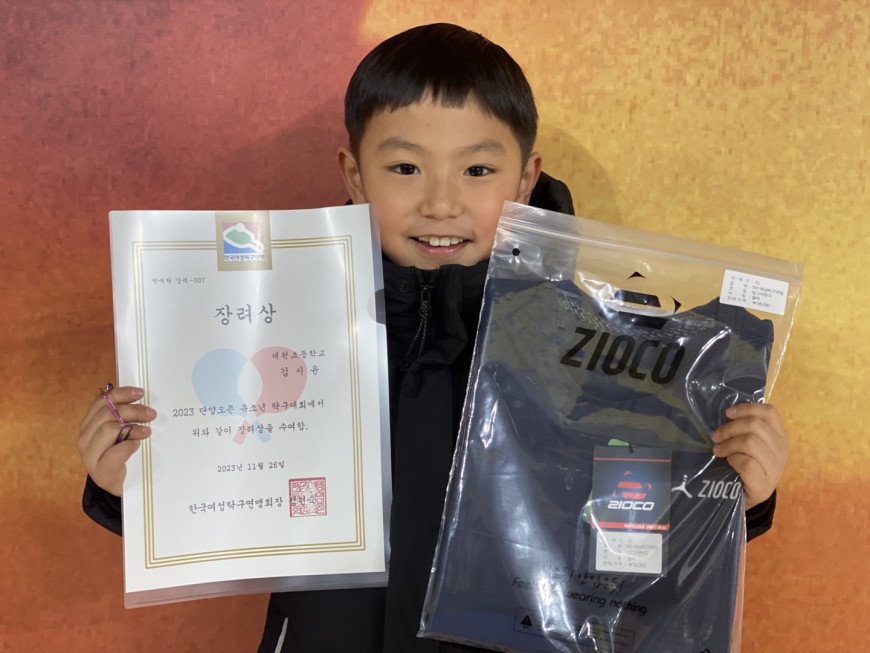 한국여성탁구연맹
한여탁 장려-007
장려상
대현초등학교
김시윤
2023 단양오픈 유소년 탁구대회에서
위와 같이 장려상을 수여함.
2023년 11월 26일
한국여성탁구연맹회장
ZIOCO
ZIOCO
ZIOCO
wearing nothing